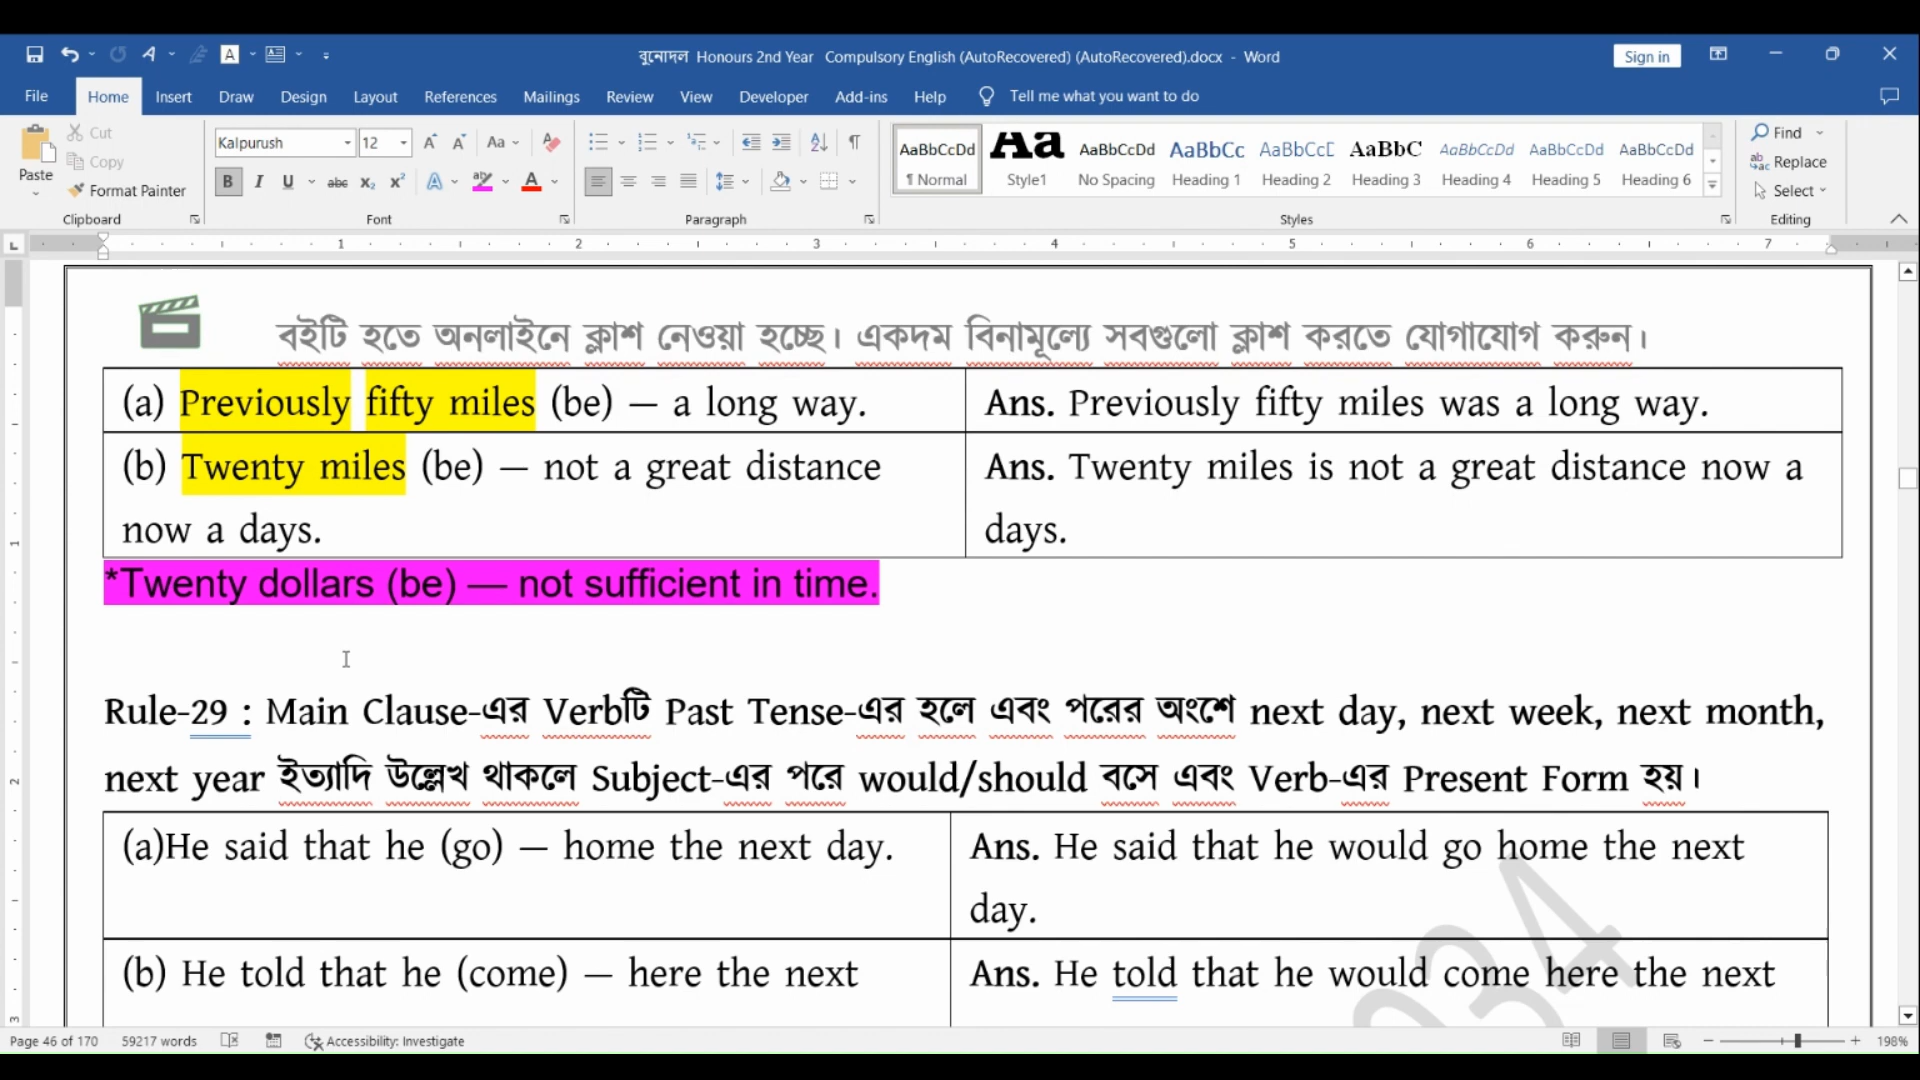 বুনোদল Honours 2nd Year Compulsory English (AutoRecovered) (AutoRecovered).docx - Word
Sign in
File Home Insert Draw Design Layout References Mailings Review View Developer Add-ins Help Tell me what you want to do
Paste
Cut
Copy
Format Painter
Clipboard
Kalpurush 12
Font
Paragraph
AaBbCcDd ¶ Normal
Aa Style1
AaBbCcDd No Spacing
AaBbCc Heading 1
AaBbCcD Heading 2
AaBbC Heading 3
AaBbCcDd Heading 4
AaBbCcDd Heading 5
AaBbCcDd Heading 6
Styles
Find
Replace
Select
Editing
1 2 3 4 5 6 7
বইটি হতে অনলাইনে ক্লাশ নেওয়া হচ্ছে। একদম বিনামূল্যে সবগুলো ক্লাশ করতে যোগাযোগ করুন।
(a) Previously fifty miles (be) — a long way. Ans. Previously fifty miles was a long way.
(b) Twenty miles (be) — not a great distance Ans. Twenty miles is not a great distance now a
now a days. days.
*Twenty dollars (be) — not sufficient in time.
Rule-29 : Main Clause-এর Verbটি Past Tense-এর হলে এবং পরের অংশে next day, next week, next month,
next year ইত্যাদি উল্লেখ থাকলে Subject-এর পরে would/should বসে এবং Verb-এর Present Form হয়।
(a)He said that he (go) — home the next day. Ans. He said that he would go home the next
day.
(b) He told that he (come) — here the next Ans. He told that he would come here the next
Page 46 of 170 59217 words Accessibility: Investigate 198%